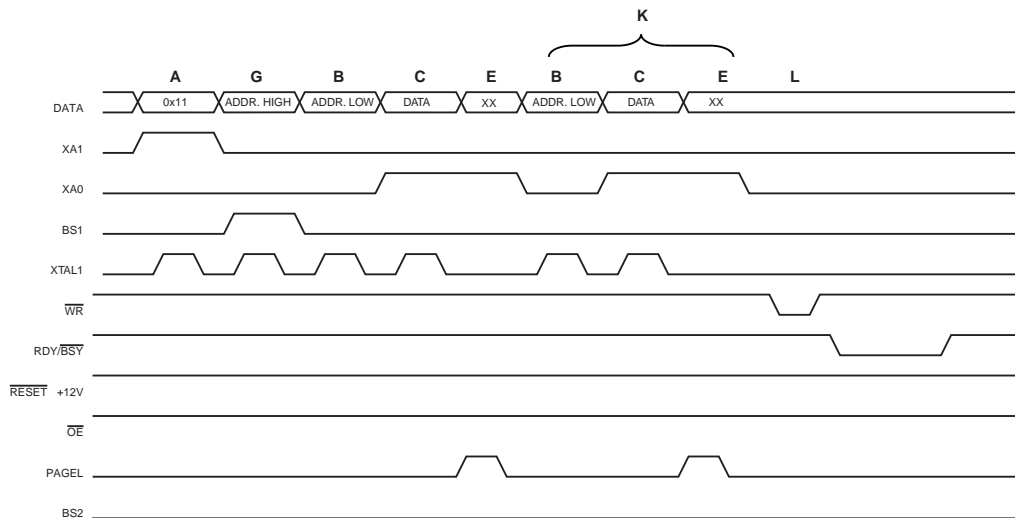 K
A G B C E B C E L
DATA 0x11 ADDR. HIGH ADDR. LOW DATA XX ADDR. LOW DATA XX
XA1
XA0
BS1
XTAL1
WR
RDY/BSY
RESET +12V
OE
PAGEL
BS2